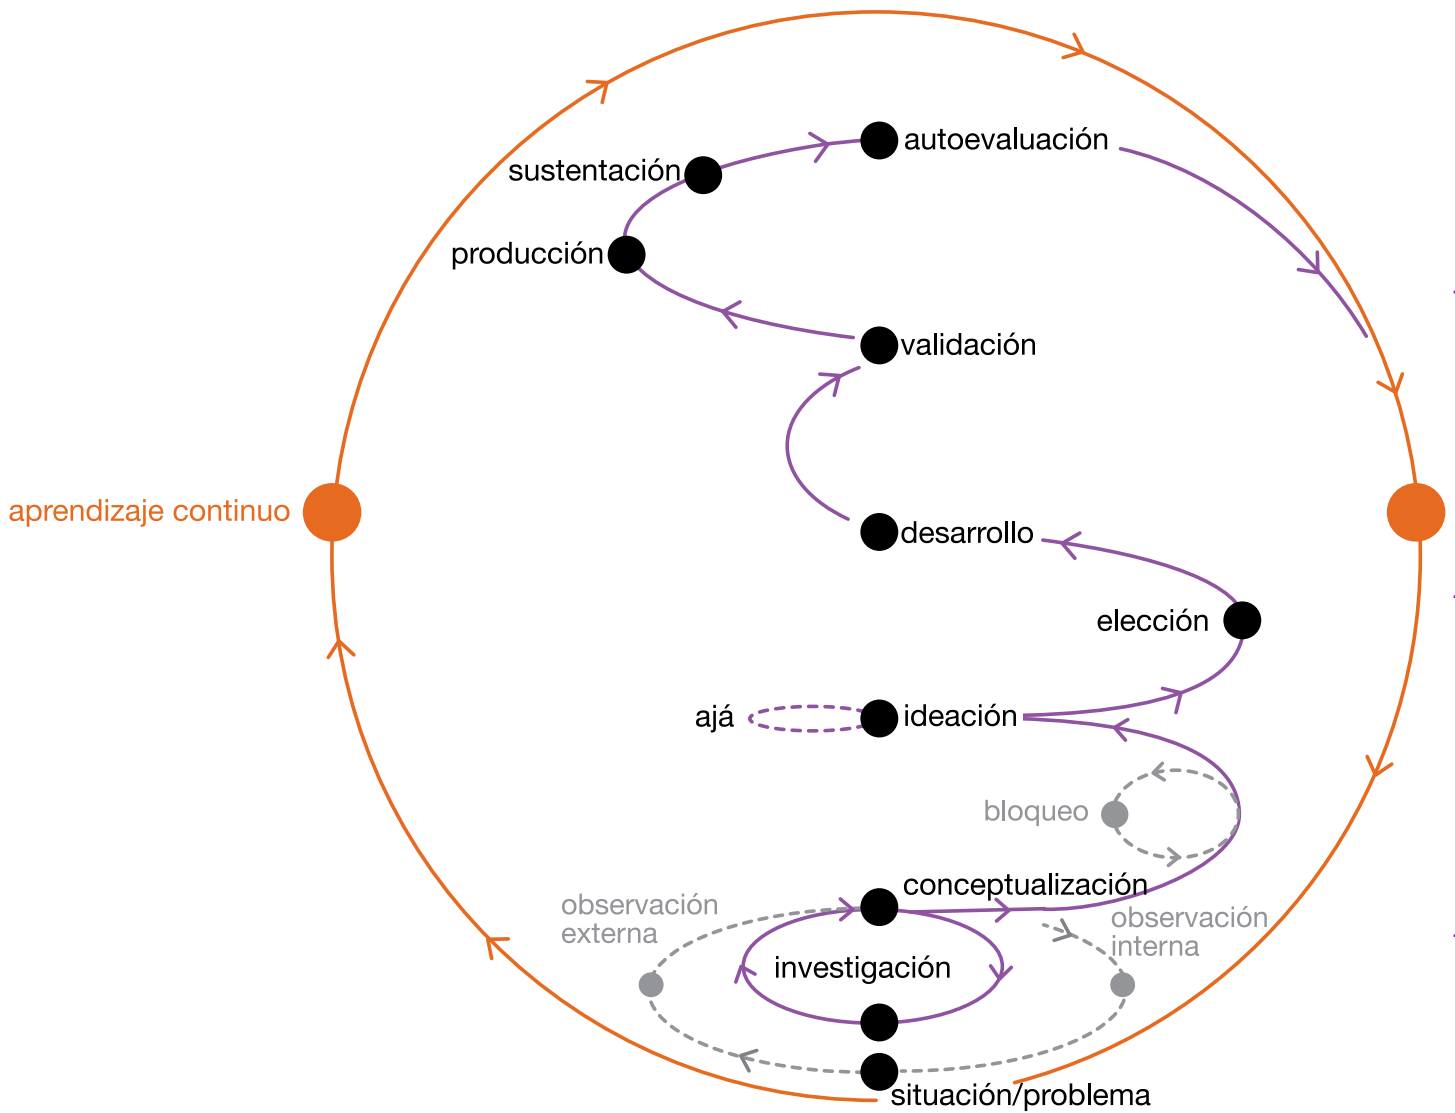 autoevaluación
sustentación
producción
validación
aprendizaje continuo
desarrollo
elección
ajá
ideación
bloqueo
conceptualización
observación
externa
observación
interna
investigación
situación/problema